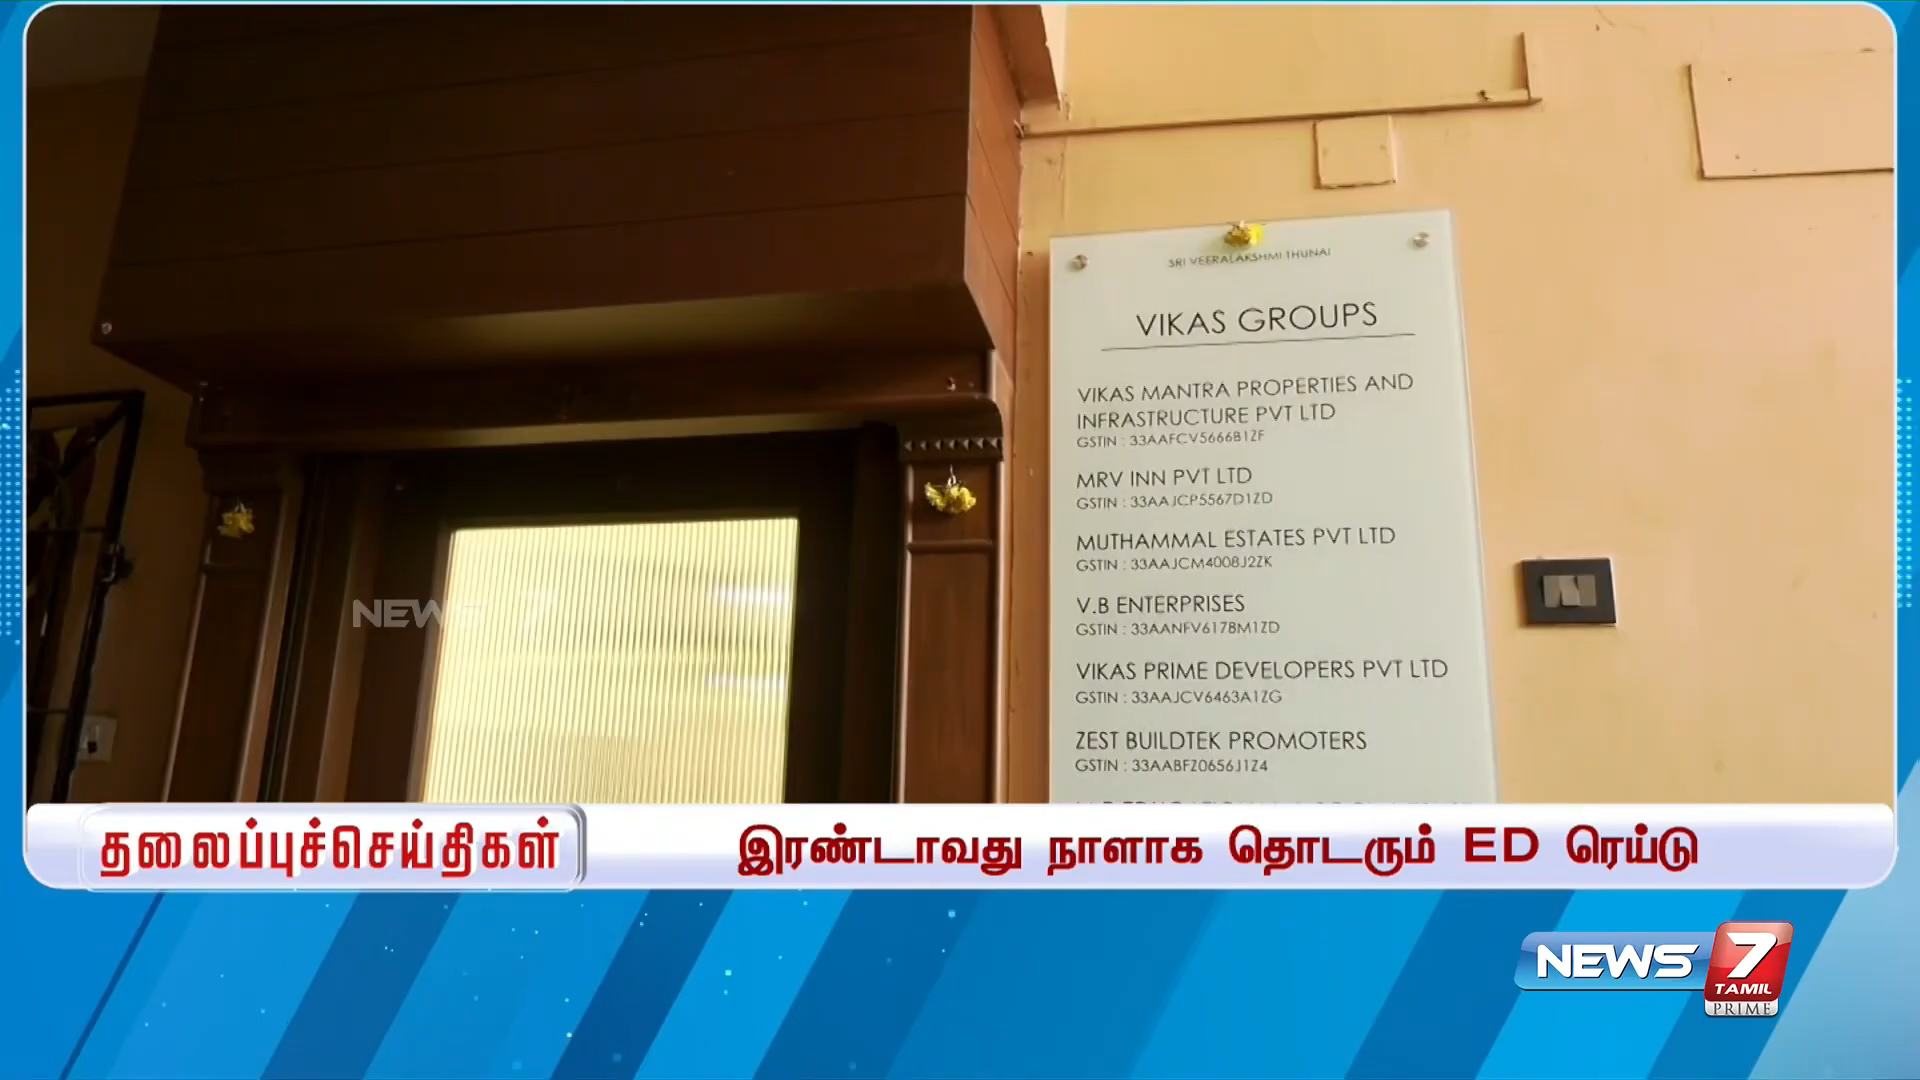 SRI VEERALAKSHMI THUNAI
VIKAS GROUPS
VIKAS MANTRA PROPERTIES AND
INFRASTRUCTURE PVT LTD
GSTIN : 33AAFCV5666B1ZF
MRV INN PVT LTD
GSTIN : 33AAJCP5567D1ZD
MUTHAMMAL ESTATES PVT LTD
GSTIN : 33AAJCM4008J2ZK
V.B ENTERPRISES
GSTIN : 33AANFV6178M1ZD
VIKAS PRIME DEVELOPERS PVT LTD
GSTIN : 33AAJCV6463A1ZG
ZEST BUILDTEK PROMOTERS
GSTIN : 33AABFZ0656J1Z4
NEWS 7
தலைப்புச்செய்திகள்
இரண்டாவது நாளாக தொடரும் ED ரெய்டு
NEWS 7
TAMIL
PRIME